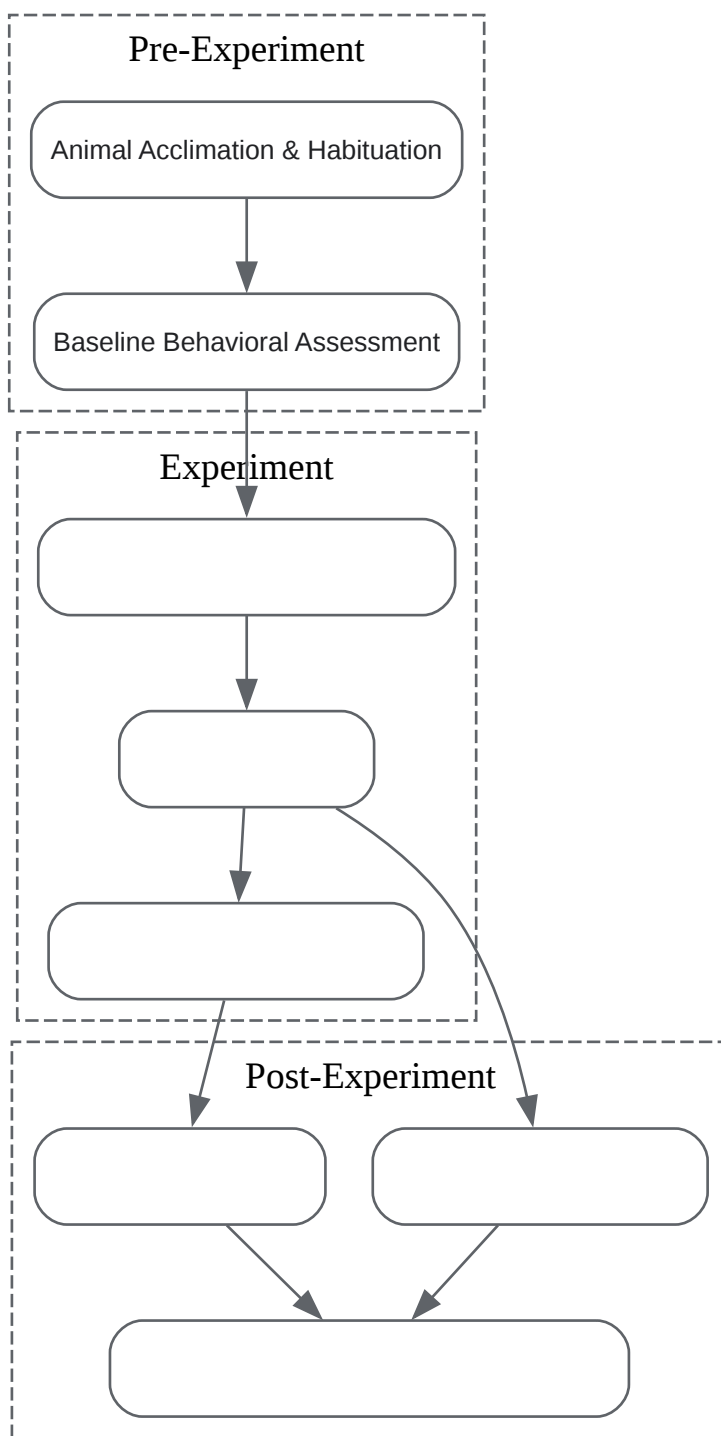 Pre-Experiment
Animal Acclimation & Habituation
Baseline Behavioral Assessment
Experiment
Post-Experiment